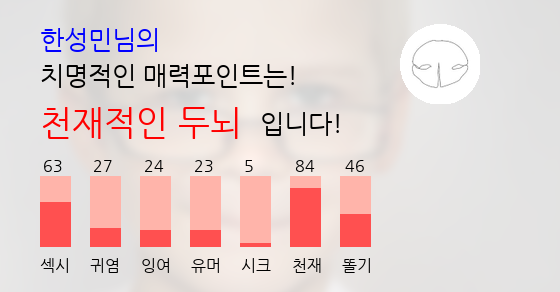 한성민님의
치명적인 매력포인트는!
천재적인 두뇌 입니다!
63 27 24 23 5 84 46
섹시 귀염 잉여 유머 시크 천재 똘기